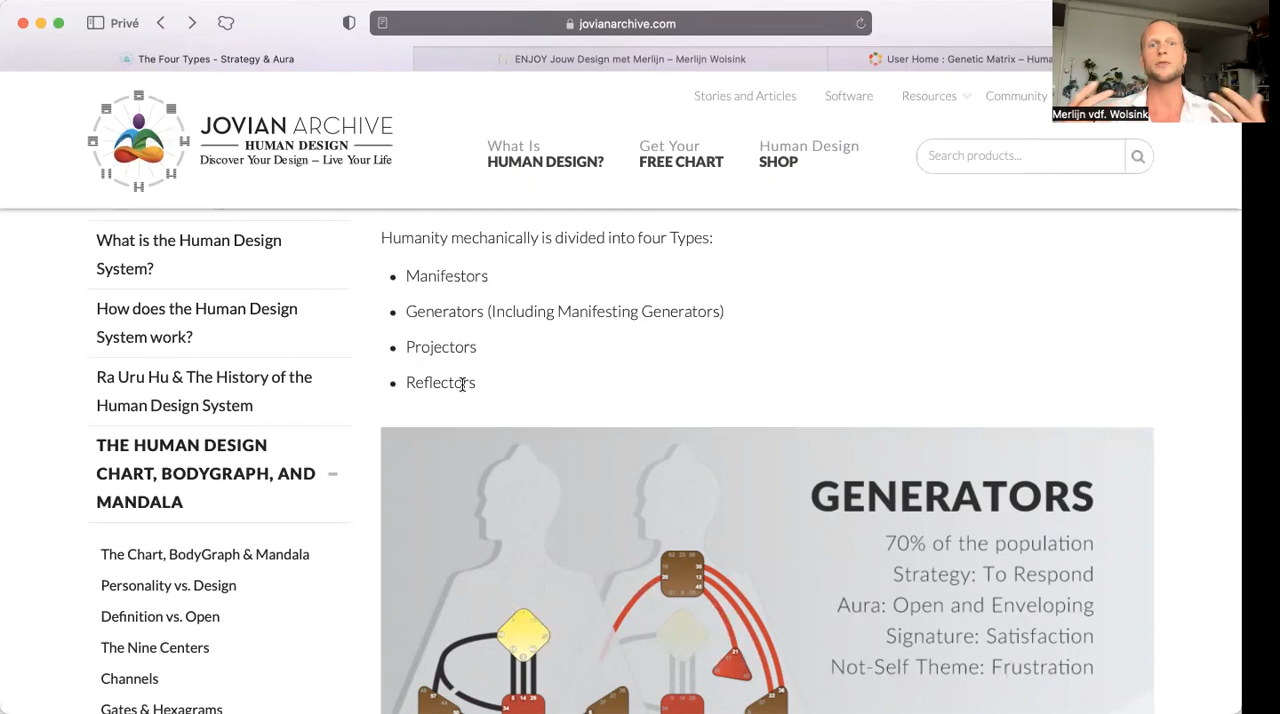 Privé
jovianarchive.com
The Four Types - Strategy & Aura
ENJOY Jouw Design met Merlijn – Merlijn Wolsink
User Home : Genetic Matrix – Huma
Merlijn vdf. Wolsink
Stories and Articles
Software
Resources
Community
JOVIAN ARCHIVE
HUMAN DESIGN
Discover Your Design – Live Your Life
What Is
HUMAN DESIGN?
Get Your
FREE CHART
Human Design
SHOP
Search products...
What is the Human Design
System?
How does the Human Design
System work?
Ra Uru Hu & The History of the
Human Design System
THE HUMAN DESIGN
CHART, BODYGRAPH, AND
MANDALA
The Chart, BodyGraph & Mandala
Personality vs. Design
Definition vs. Open
The Nine Centers
Channels
Gates & Hexagrams
Humanity mechanically is divided into four Types:
Manifestors
Generators (Including Manifesting Generators)
Projectors
Reflectors
GENERATORS
70% of the population
Strategy: To Respond
Aura: Open and Enveloping
Signature: Satisfaction
Not-Self Theme: Frustration